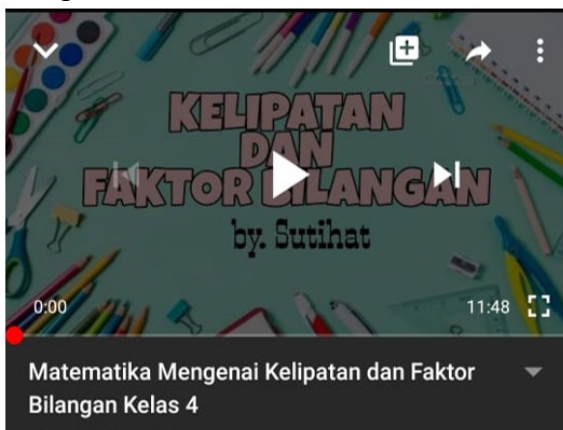 KELIPATAN
DAN
FAKTOR BILANGAN
by. Sutihat
0:00
11:48
Matematika Mengenai Kelipatan dan Faktor
Bilangan Kelas 4